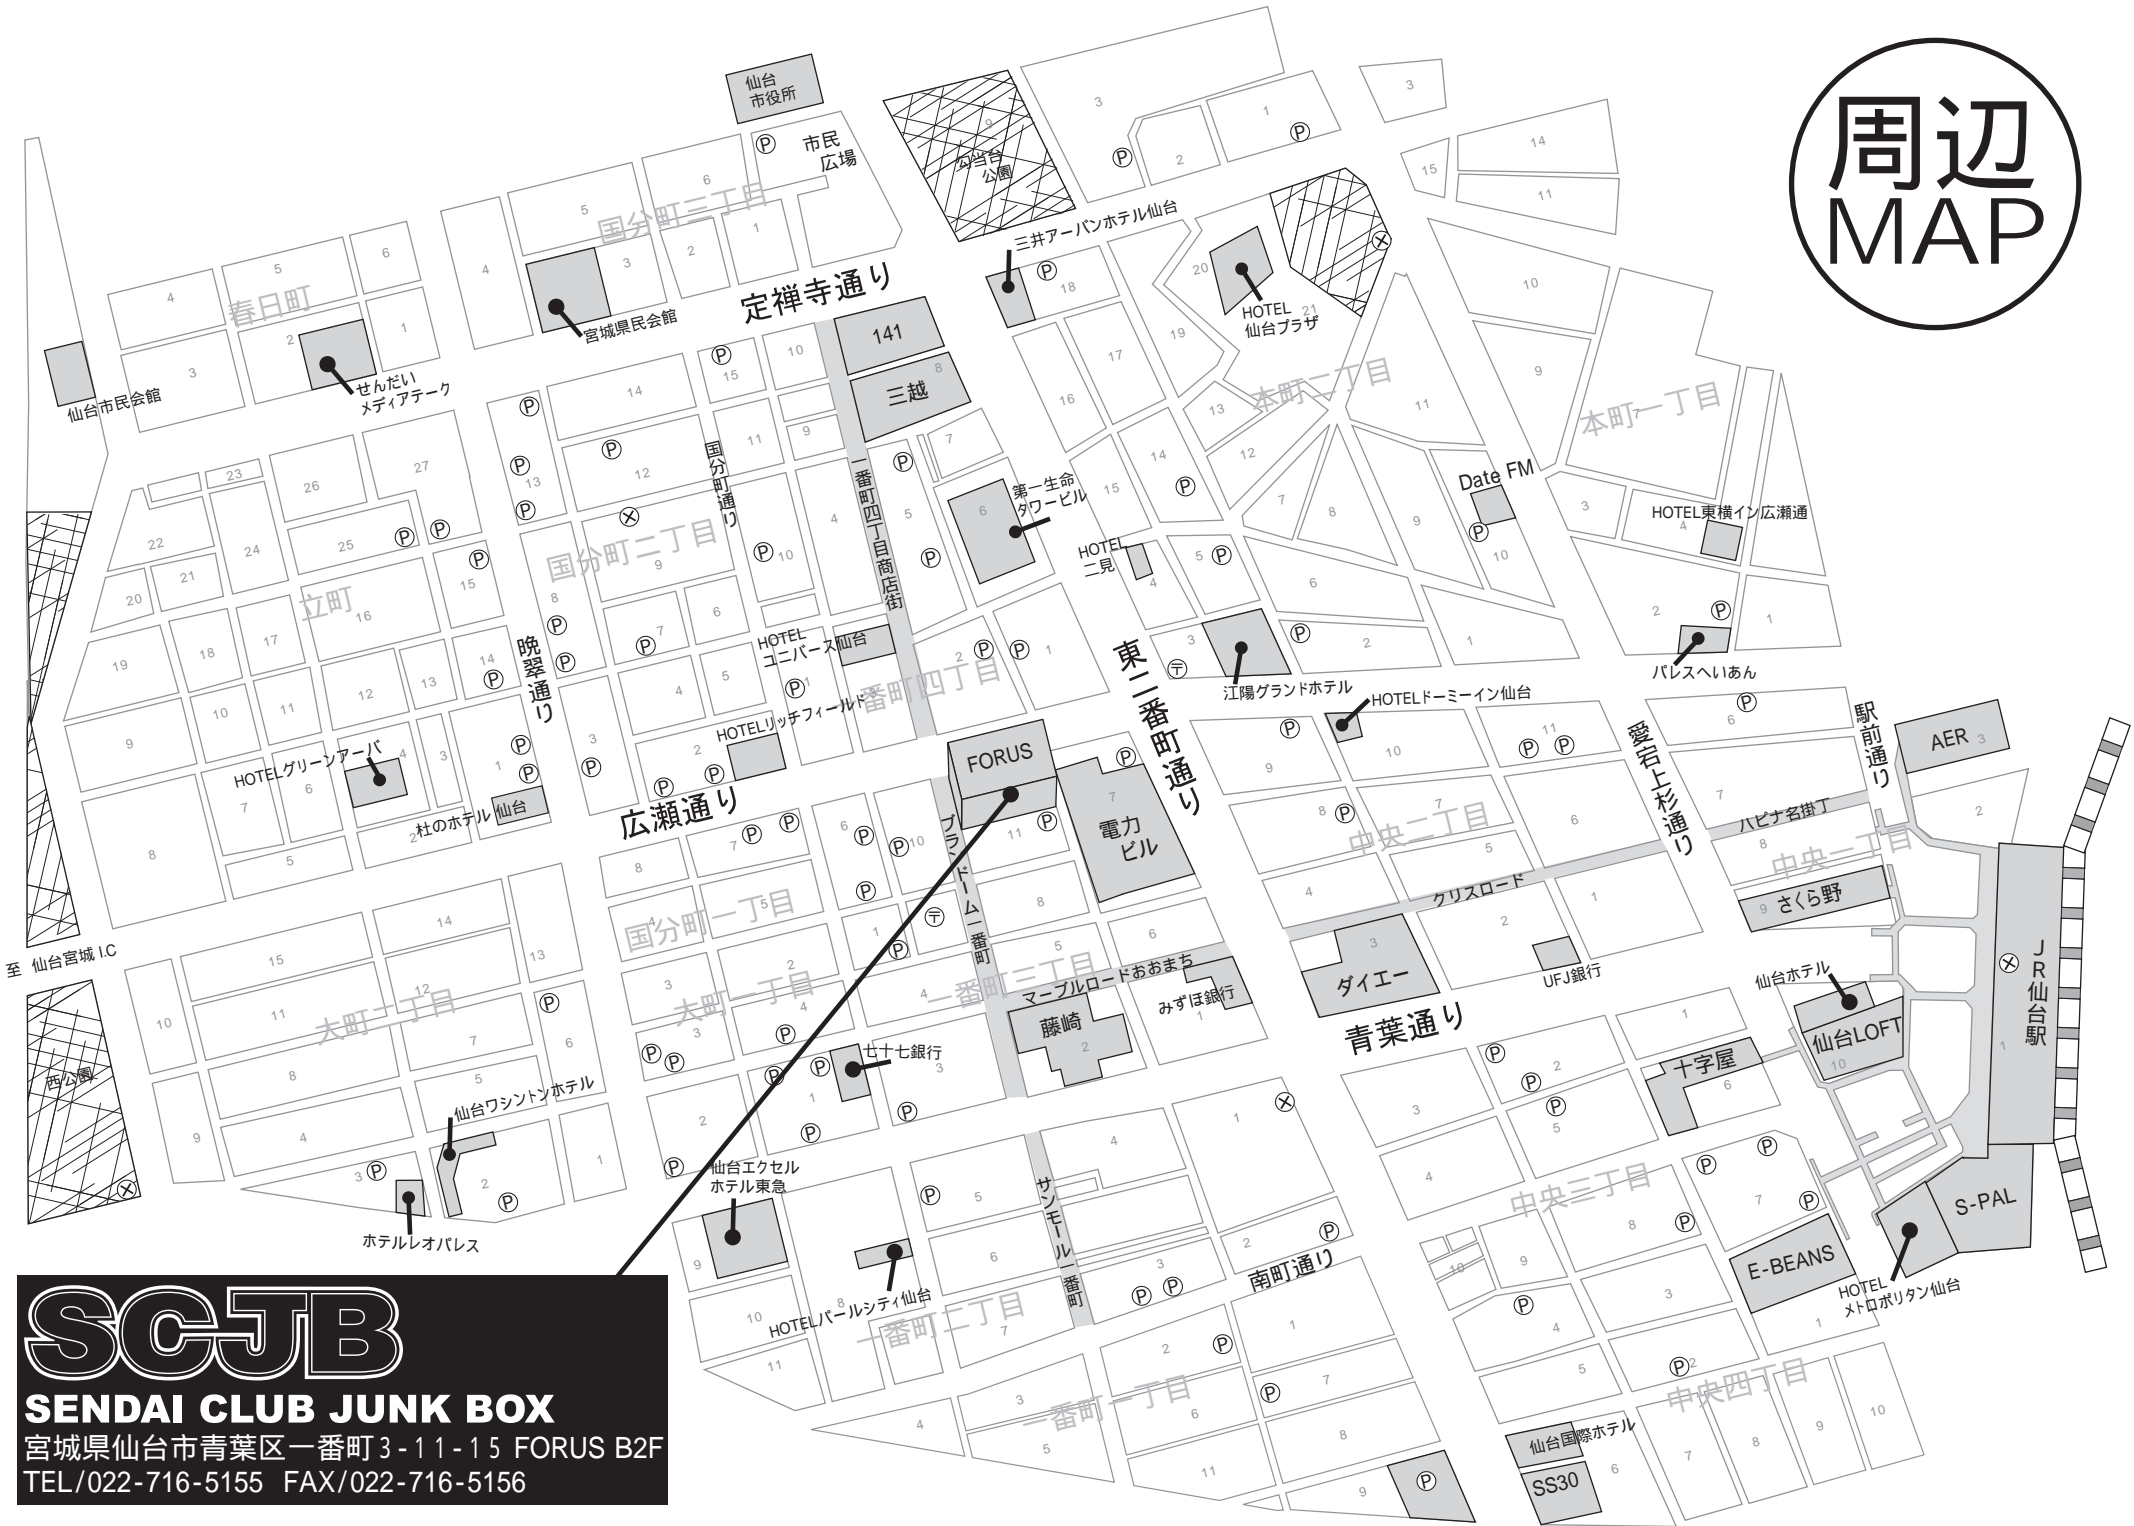 周辺
MAP
仙台
市役所
市民
広場
勾当台
公園
国分町三丁目
三井アーバンホテル仙台
HOTEL
仙台プラザ
定禅寺通り
宮城県民会館
春日町
せんだい
メディアテーク
仙台市民会館
141
三越
本町二丁目
本町一丁目
Date FM
HOTEL東横イン広瀬通
国分町通り
一番町四丁目商店街
第一生命
タワービル
HOTEL
二見
国分町二丁目
立町
晩翠通り
HOTEL
ユニバース仙台
一番町四丁目
HOTELリッチフィールド
東二番町通り
江陽グランドホテル
HOTELドーミーイン仙台
パレスへいあん
愛宕上杉通り
駅前通り
AER
HOTELグリーンアーバ
杜のホテル仙台
広瀬通り
FORUS
電力
ビル
ブランドーム一番町
中央二丁目
ハピナ名掛丁
中央一丁目
さくら野
クリスロード
国分町一丁目
大町一丁目
大町二丁目
一番町三丁目
マーブルロードおおまち
みずほ銀行
藤崎
ダイエー
UFJ銀行
青葉通り
仙台ホテル
仙台LOFT
JR仙台駅
十字屋
至 仙台宮城 I.C
西公園
七十七銀行
仙台ワシントンホテル
ホテルレオパレス
仙台エクセル
ホテル東急
HOTELパールシティ仙台
サンモール一番町
南町通り
一番町二丁目
一番町一丁目
中央三丁目
E-BEANS
S-PAL
HOTEL
メトロポリタン仙台
中央四丁目
仙台国際ホテル
SS30
SCJB
SENDAI CLUB JUNK BOX
宮城県仙台市青葉区一番町3-11-15 FORUS B2F
TEL/022-716-5155 FAX/022-716-5156